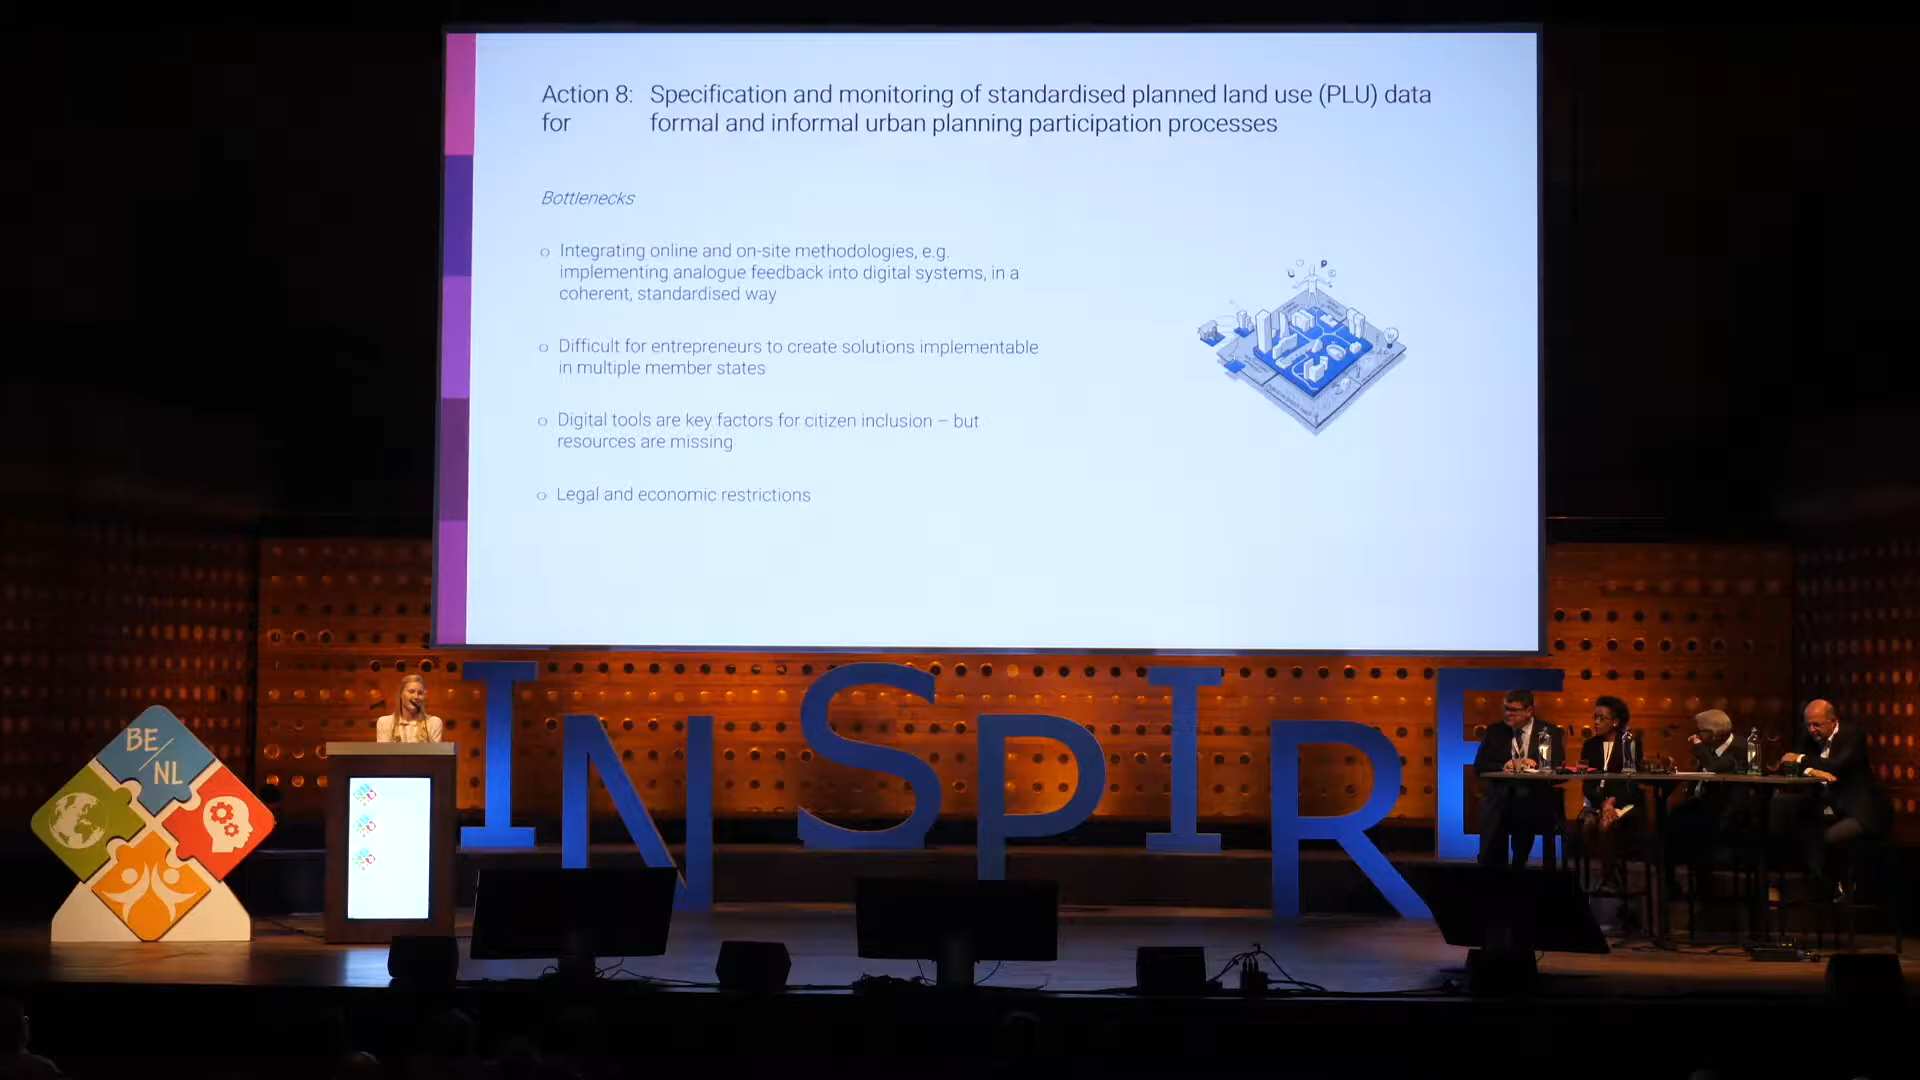 Action 8: Specification and monitoring of standardised planned land use (PLU) data
for formal and informal urban planning participation processes
Bottlenecks
o Integrating online and on-site methodologies, e.g.
implementing analogue feedback into digital systems, in a
coherent, standardised way
o Difficult for entrepreneurs to create solutions implementable
in multiple member states
o Digital tools are key factors for citizen inclusion – but
resources are missing
o Legal and economic restrictions
INSPIRE
BE/
NL